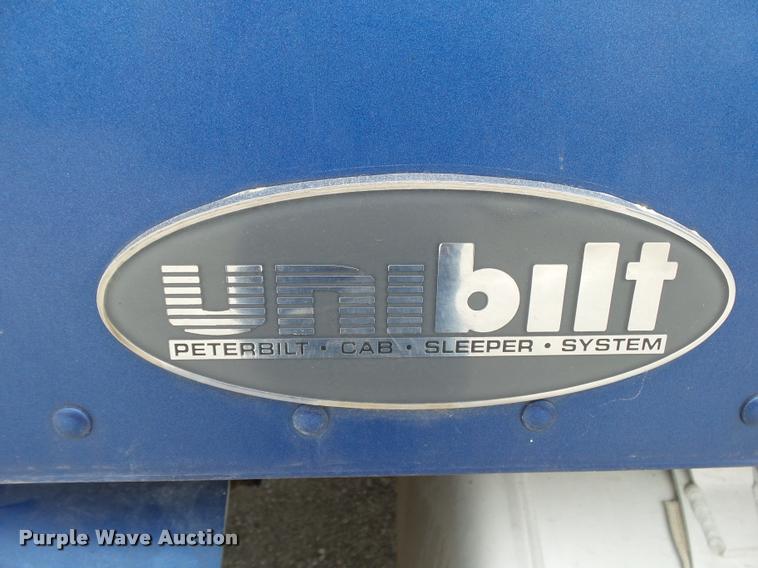 unibilt
PETERBILT • CAB • SLEEPER • SYSTEM
Purple Wave Auction